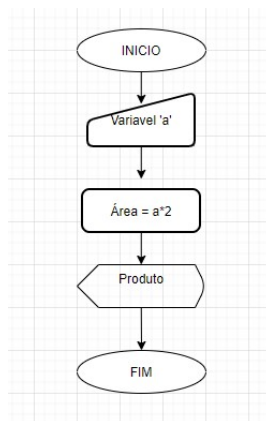 INICIO
Variavel 'a'
Área = a*2
Produto
FIM